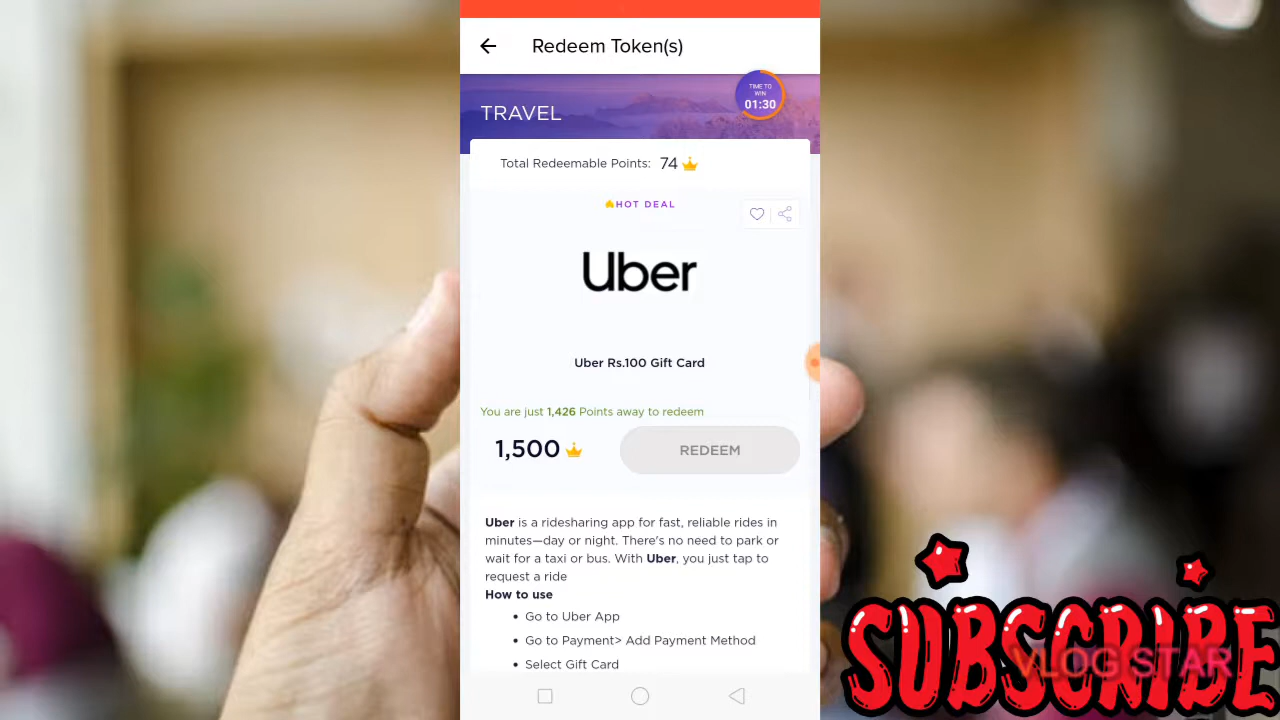 Redeem Token(s)
TRAVEL
TIME TO
WIN
01:30
Total Redeemable Points: 74
HOT DEAL
Uber
Uber Rs.100 Gift Card
You are just 1,426 Points away to redeem
1,500
REDEEM
Uber is a ridesharing app for fast, reliable rides in
minutes—day or night. There's no need to park or
wait for a taxi or bus. With Uber, you just tap to
request a ride
How to use
• Go to Uber App
• Go to Payment> Add Payment Method
• Select Gift Card
SUBSCRIBE
VLOG STAR